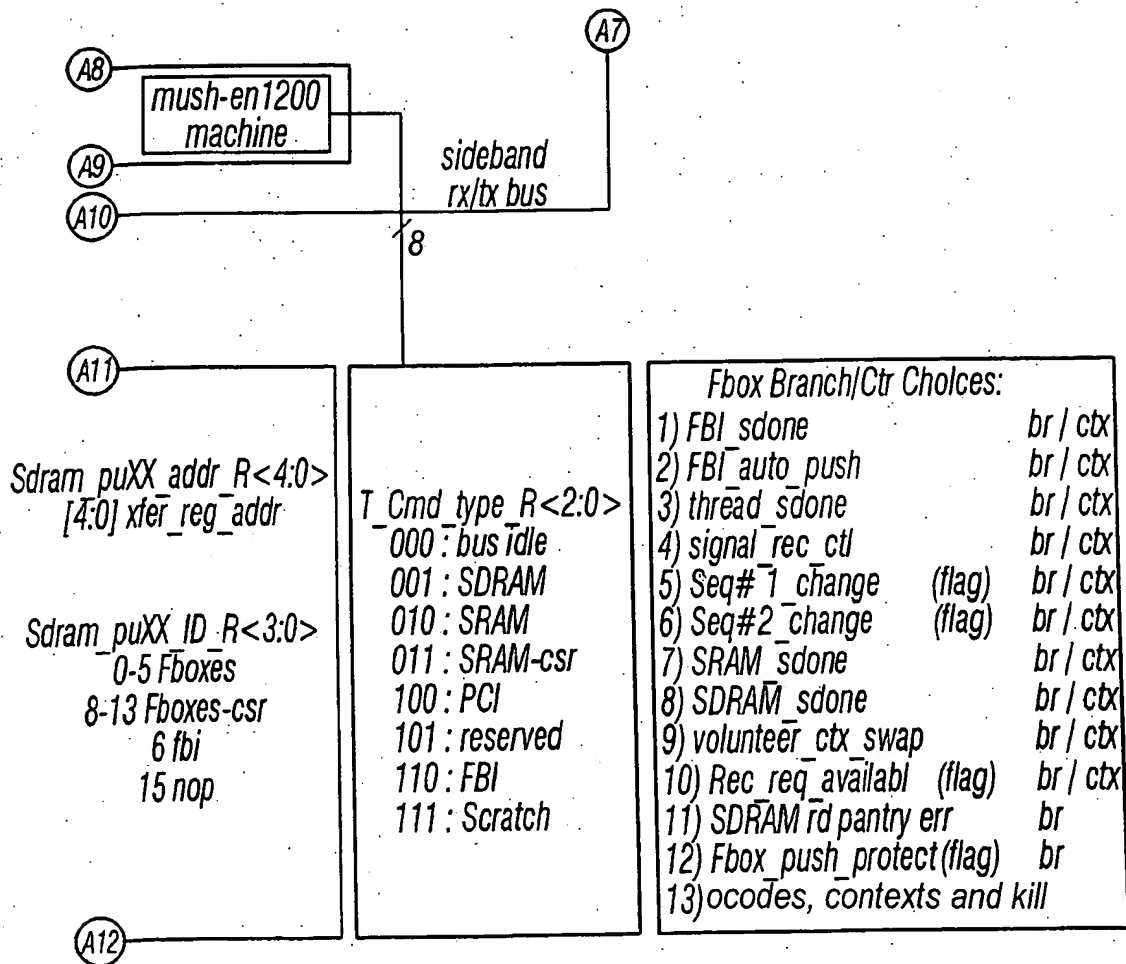 A7
A8
mush-en1200
machine
A9
sideband
rx/tx bus
A10
8
A11
Sdram_puXX_addr_R<4:0>
[4:0] xfer_reg_addr
Sdram_puXX_ID_R<3:0>
0-5 Fboxes
8-13 Fboxes-csr
6 fbi
15 nop
A12
T_Cmd_type_R<2:0>
000 : bus idle
001 : SDRAM
010 : SRAM
011 : SRAM-csr
100 : PCI
101 : reserved
110 : FBI
111 : Scratch
Fbox Branch/Ctr Cholces:
1) FBI_sdone br / ctx
2) FBI_auto_push br / ctx
3) thread_sdone br / ctx
4) signal_rec_ctl br / ctx
5) Seq#_1_change (flag) br / ctx
6) Seq#2_change (flag) br / ctx
7) SRAM_sdone br / ctx
8) SDRAM_sdone br / ctx
9) volunteer_ctx_swap br / ctx
10) Rec_req_availabl (flag) br / ctx
11) SDRAM rd pantry err br
12) Fbox_push_protect (flag) br
13) ocodes, contexts and kill